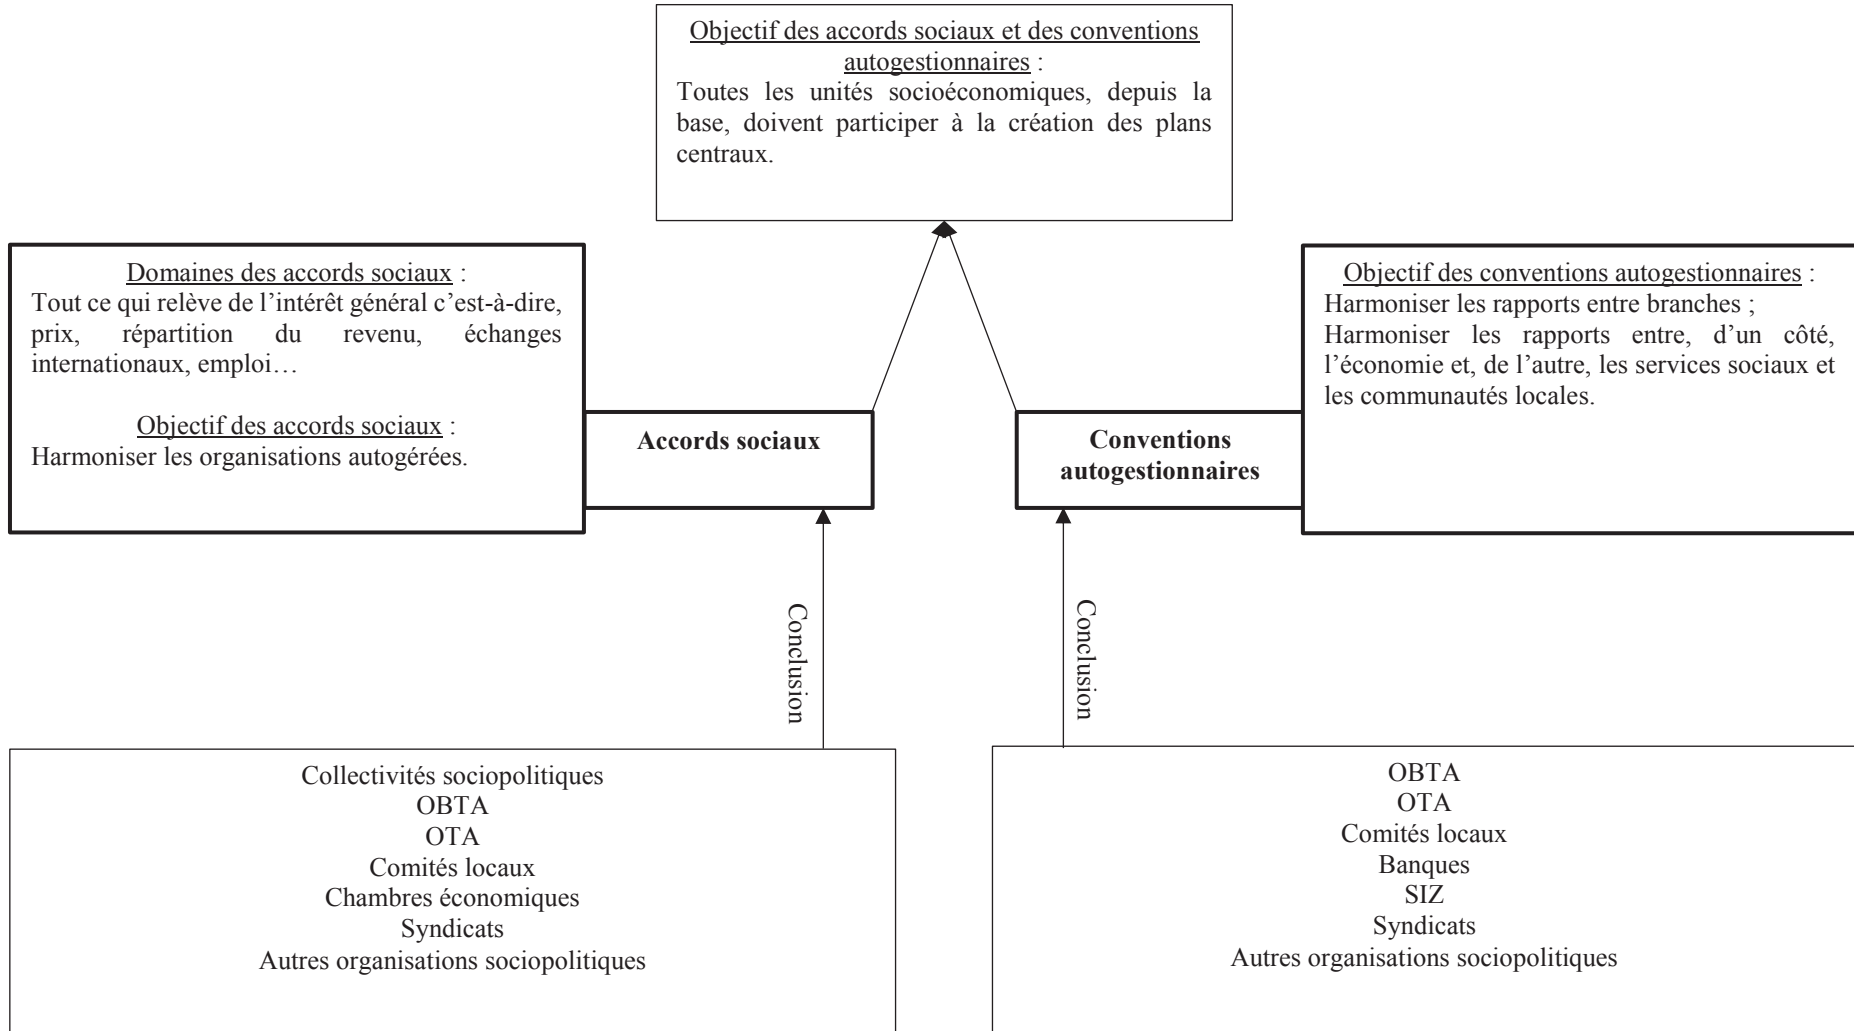 Objectif des accords sociaux et des conventions
autogestionnaires :
Toutes les unités socioéconomiques, depuis la
base, doivent participer à la création des plans
centraux.
Domaines des accords sociaux :
Tout ce qui relève de l’intérêt général c’est-à-dire,
prix, répartition du revenu, échanges
internationaux, emploi…
Objectif des accords sociaux :
Harmoniser les organisations autogérées.
Accords sociaux
Conventions
autogestionnaires
Objectif des conventions autogestionnaires :
Harmoniser les rapports entre branches ;
Harmoniser les rapports entre, d’un côté,
l’économie et, de l’autre, les services sociaux et
les communautés locales.
Conclusion
Conclusion
Collectivités sociopolitiques
OBTA
OTA
Comités locaux
Chambres économiques
Syndicats
Autres organisations sociopolitiques
OBTA
OTA
Comités locaux
Banques
SIZ
Syndicats
Autres organisations sociopolitiques